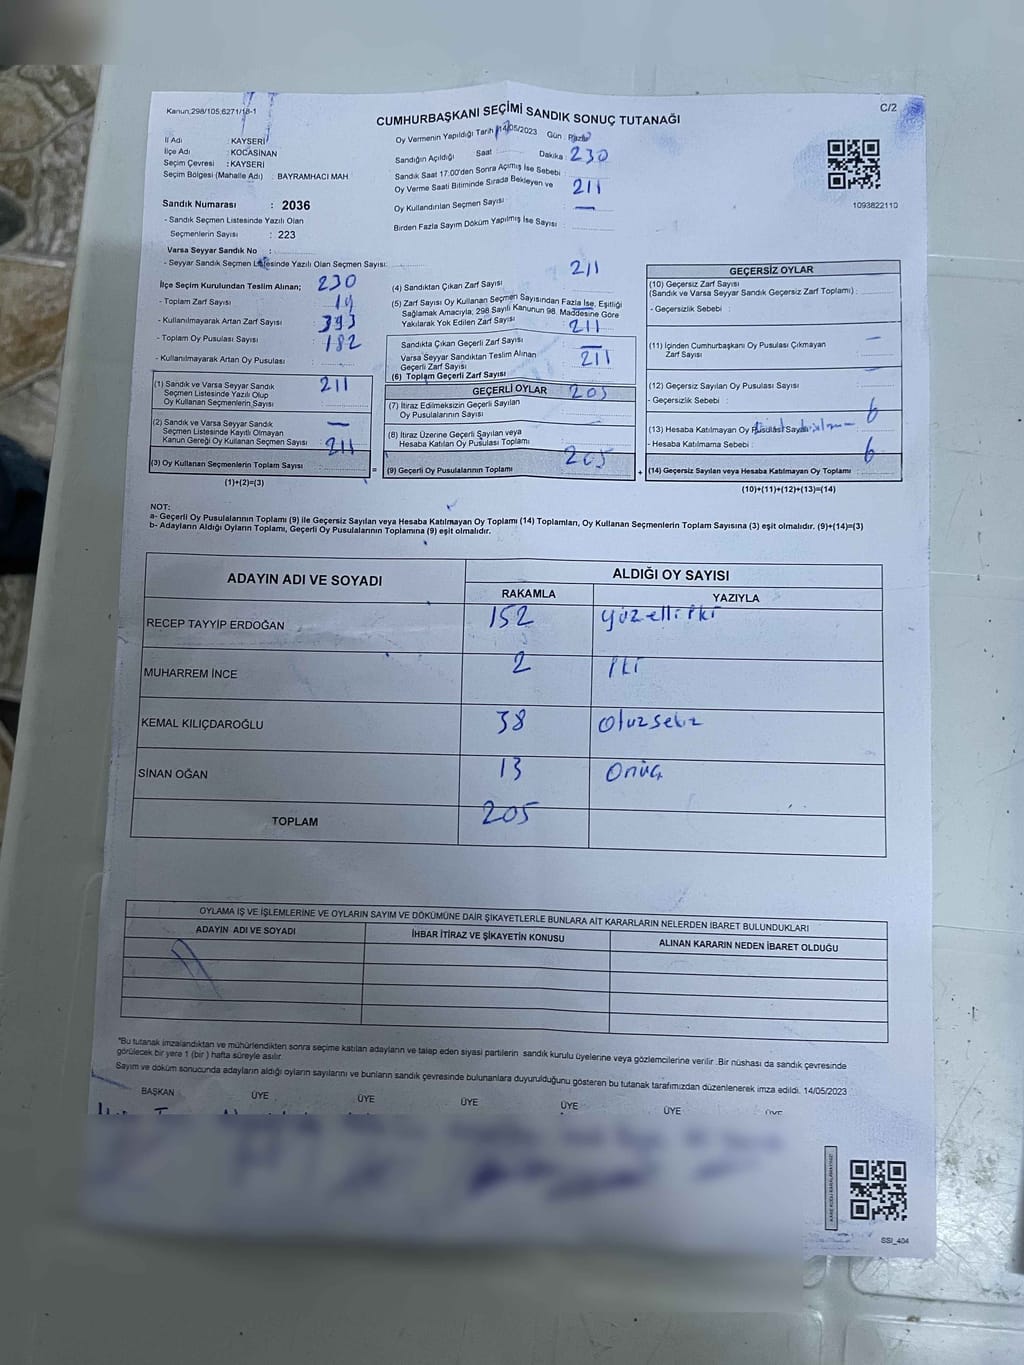 Kanun:298/105,6271/18-1
C/2
CUMHURBAŞKANI SEÇİMİ SANDIK SONUÇ TUTANAĞI
İl Adı : KAYSERİ
İlçe Adı : KOCASİNAN
Seçim Çevresi : KAYSERİ
Seçim Bölgesi (Mahalle Adı) : BAYRAMHACI MAH
Sandık Numarası : 2036
- Sandık Seçmen Listesinde Yazılı Olan
Seçmenlerin Sayısı : 223
Varsa Seyyar Sandık No :
- Seyyar Sandık Seçmen Listesinde Yazılı Olan Seçmen Sayısı:
Oy Vermenin Yapıldığı Tarih 14/05/2023 Gün : Pazar
Sandığın Açıldığı Saat Dakika 230
Sandık Saat 17.00'den Sonra Açımış İse Sebebi
Oy Verme Saati Bitiminde Sırada Bekleyen ve 211
Oy Kullandırılan Seçmen Sayısı —
Birden Fazla Sayım Döküm Yapılmış İse Sayısı :
1093822110
İlçe Seçim Kurulundan Teslim Alınan; 230
- Toplam Zarf Sayısı 19
- Kullanılmayarak Artan Zarf Sayısı 393
- Toplam Oy Pusulası Sayısı 182
- Kullanılmayarak Artan Oy Pusulası
(1) Sandık ve Varsa Seyyar Sandık 211
Seçmen Listesinde Yazılı Olup
Oy Kullanan Seçmenlerin Sayısı
(2) Sandık ve Varsa Seyyar Sandık —
Seçmen Listesinde Kayıtlı Olmayan
Kanun Gereği Oy Kullanan Seçmen Sayısı 211
(3) Oy Kullanan Seçmenlerin Toplam Sayısı
(1)+(2)=(3)
211
(4) Sandıktan Çıkan Zarf Sayısı
(5) Zarf Sayısı Oy Kullanan Seçmen Sayısından Fazla İse, Eşitliği
Sağlamak Amacıyla; 298 Sayılı Kanunun 98. Maddesine Göre
Yakılarak Yok Edilen Zarf Sayısı 211
Sandıkta Çıkan Geçerli Zarf Sayısı —
Varsa Seyyar Sandıktan Teslim Alınan 211
Geçerli Zarf Sayısı
(6) Toplam Geçerli Zarf Sayısı
GEÇERLİ OYLAR 205
(7) İtiraz Edilmeksizin Geçerli Sayılan
Oy Pusulalarının Sayısı
(8) İtiraz Üzerine Geçerli Sayılan veya
Hesaba Katılan Oy Pusulası Toplamı 205
= (9) Geçerli Oy Pusulalarının Toplamı
GEÇERSİZ OYLAR
(10) Geçersiz Zarf Sayısı
(Sandık ve Varsa Seyyar Sandık Geçersiz Zarf Toplamı) :
- Geçersizlik Sebebi :
(11) İçinden Cumhurbaşkanı Oy Pusulası Çıkmayan —
Zarf Sayısı
(12) Geçersiz Sayılan Oy Pusulası Sayısı —
- Geçersizlik Sebebi : 6
(13) Hesaba Katılmayan Oy Pusulası Sayısı
- Hesaba Katılmama Sebebi : 6
+ (14) Geçersiz Sayılan veya Hesaba Katılmayan Oy Toplamı
(10)+(11)+(12)+(13)=(14)
NOT:
a- Geçerli Oy Pusulalarının Toplamı (9) ile Geçersiz Sayılan veya Hesaba Katılmayan Oy Toplamı (14) Toplamları, Oy Kullanan Seçmenlerin Toplam Sayısına (3) eşit olmalıdır. (9)+(14)=(3)
b- Adayların Aldığı Oyların Toplamı, Geçerli Oy Pusulalarının Toplamına (9) eşit olmalıdır.
ADAYIN ADI VE SOYADI ALDIĞI OY SAYISI
RAKAMLA YAZIYLA
RECEP TAYYİP ERDOĞAN 152 yüzelliiki
MUHARREM İNCE 2 iki
KEMAL KILIÇDAROĞLU 38 otuzsekiz
SİNAN OĞAN 13 onüç
TOPLAM 205
OYLAMA İŞ VE İŞLEMLERİNE VE OYLARIN SAYIM VE DÖKÜMÜNE DAİR ŞİKAYETLERLE BUNLARA AİT KARARLARIN NELERDEN İBARET BULUNDUKLARI
ADAYIN ADI VE SOYADI İHBAR İTİRAZ VE ŞİKAYETİN KONUSU ALINAN KARARIN NEDEN İBARET OLDUĞU
*Bu tutanak imzalandıktan ve mühürlendikten sonra seçime katılan adayların ve talep eden siyasi partilerin sandık kurulu üyelerine veya gözlemcilerine verilir .Bir nüshası da sandık çevresinde
görülecek bir yere 1 (bir ) hafta süreyle asılır.
Sayım ve döküm sonucunda adayların aldığı oyların sayılarını ve bunların sandık çevresinde bulunanlara duyurulduğunu gösteren bu tutanak tarafımızdan düzenlenerek imza edildi. 14/05/2023
BAŞKAN ÜYE ÜYE ÜYE ÜYE ÜYE ÜYE
SSI_404